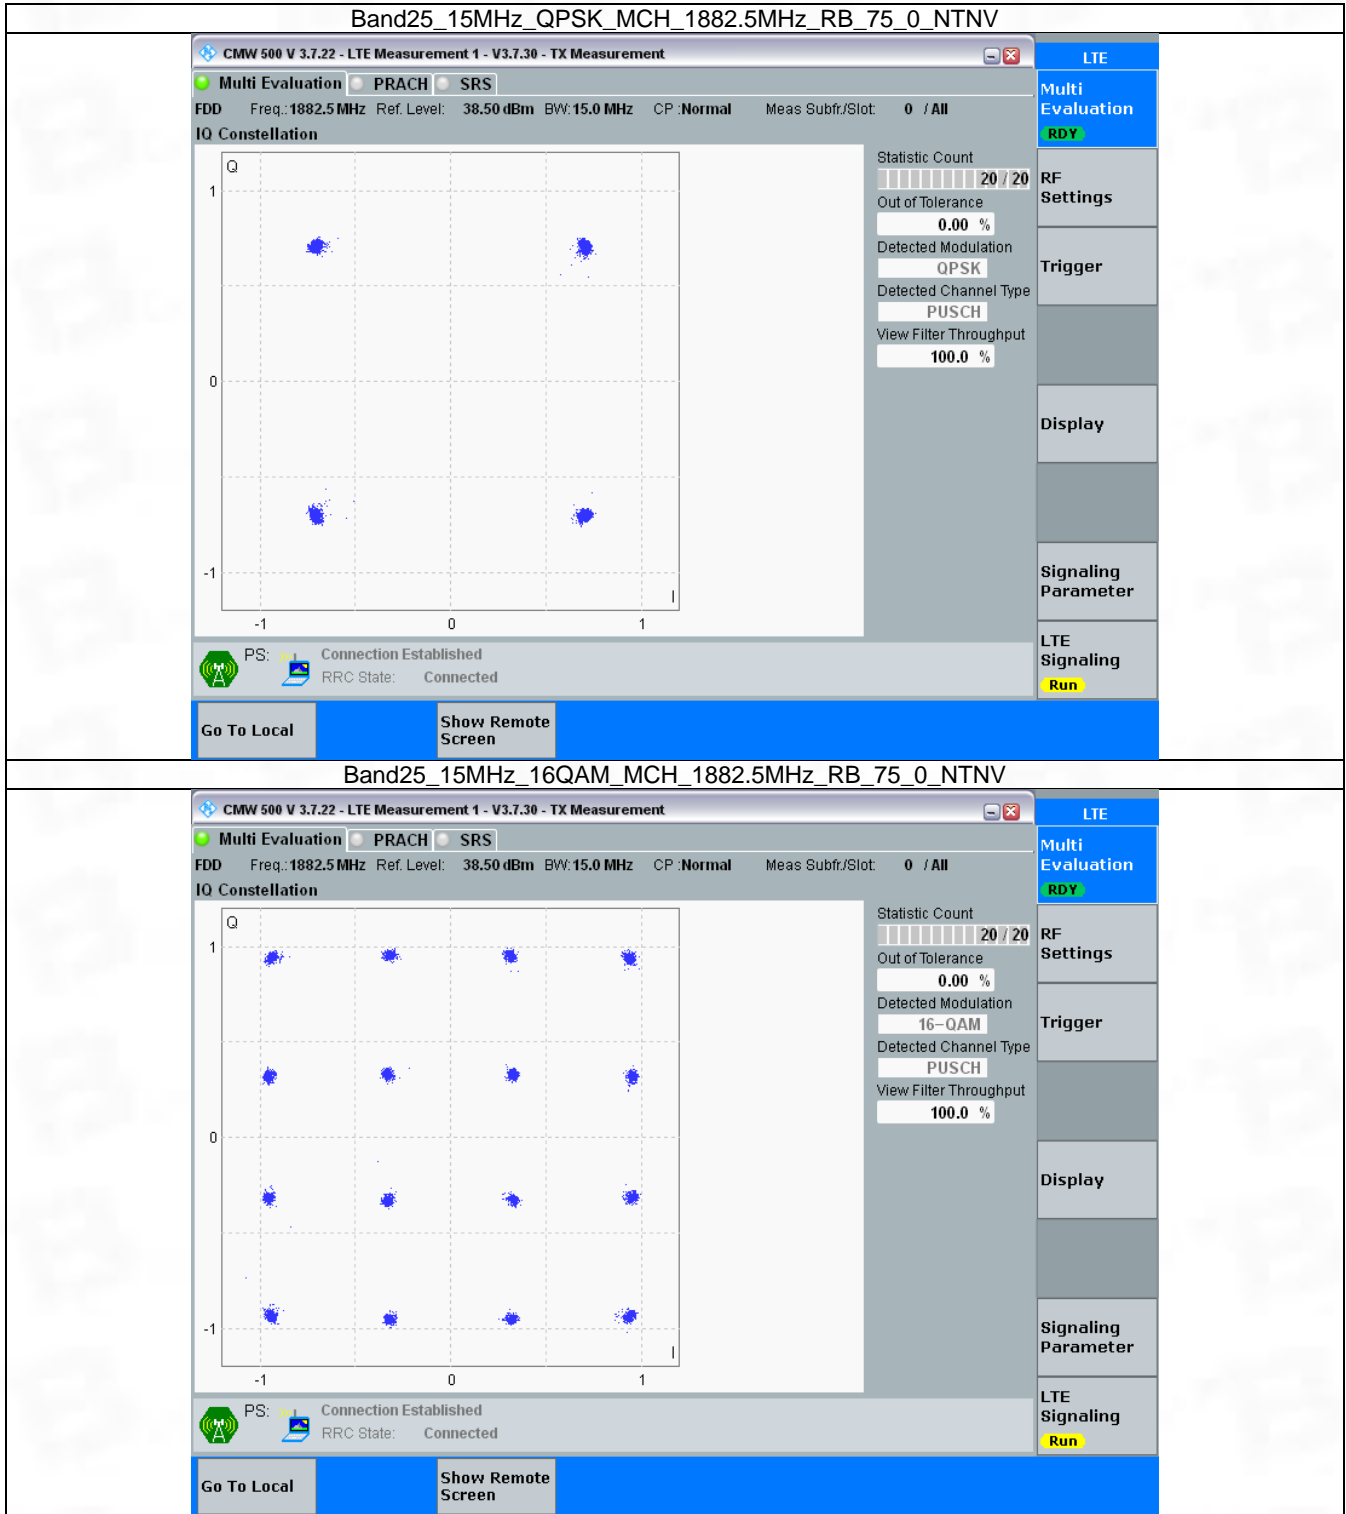 Band25_15MHz_QPSK_MCH_1882.5MHz_RB_75_0_NTNV
CMW 500 V 3.7.22 - LTE Measurement 1 - V3.7.30 - TX Measurement
LTE
Multi Evaluation PRACH SRS
Multi
Evaluation
RDY
FDD Freq.: 1882.5 MHz Ref. Level: 38.50 dBm BW: 15.0 MHz CP : Normal Meas Subfr./Slot: 0 / All
IQ Constellation
Q
1
0
-1
-1 0 1
I
Statistic Count
20 / 20
Out of Tolerance
0.00 %
Detected Modulation
QPSK
Detected Channel Type
PUSCH
View Filter Throughput
100.0 %
RF
Settings
Trigger
Display
Signaling
Parameter
LTE
Signaling
Run
PS: Connection Established
RRC State: Connected
Go To Local
Show Remote
Screen
Band25_15MHz_16QAM_MCH_1882.5MHz_RB_75_0_NTNV
CMW 500 V 3.7.22 - LTE Measurement 1 - V3.7.30 - TX Measurement
LTE
Multi Evaluation PRACH SRS
Multi
Evaluation
RDY
FDD Freq.: 1882.5 MHz Ref. Level: 38.50 dBm BW: 15.0 MHz CP : Normal Meas Subfr./Slot: 0 / All
IQ Constellation
Q
1
0
-1
-1 0 1
I
Statistic Count
20 / 20
Out of Tolerance
0.00 %
Detected Modulation
16-QAM
Detected Channel Type
PUSCH
View Filter Throughput
100.0 %
RF
Settings
Trigger
Display
Signaling
Parameter
LTE
Signaling
Run
PS: Connection Established
RRC State: Connected
Go To Local
Show Remote
Screen